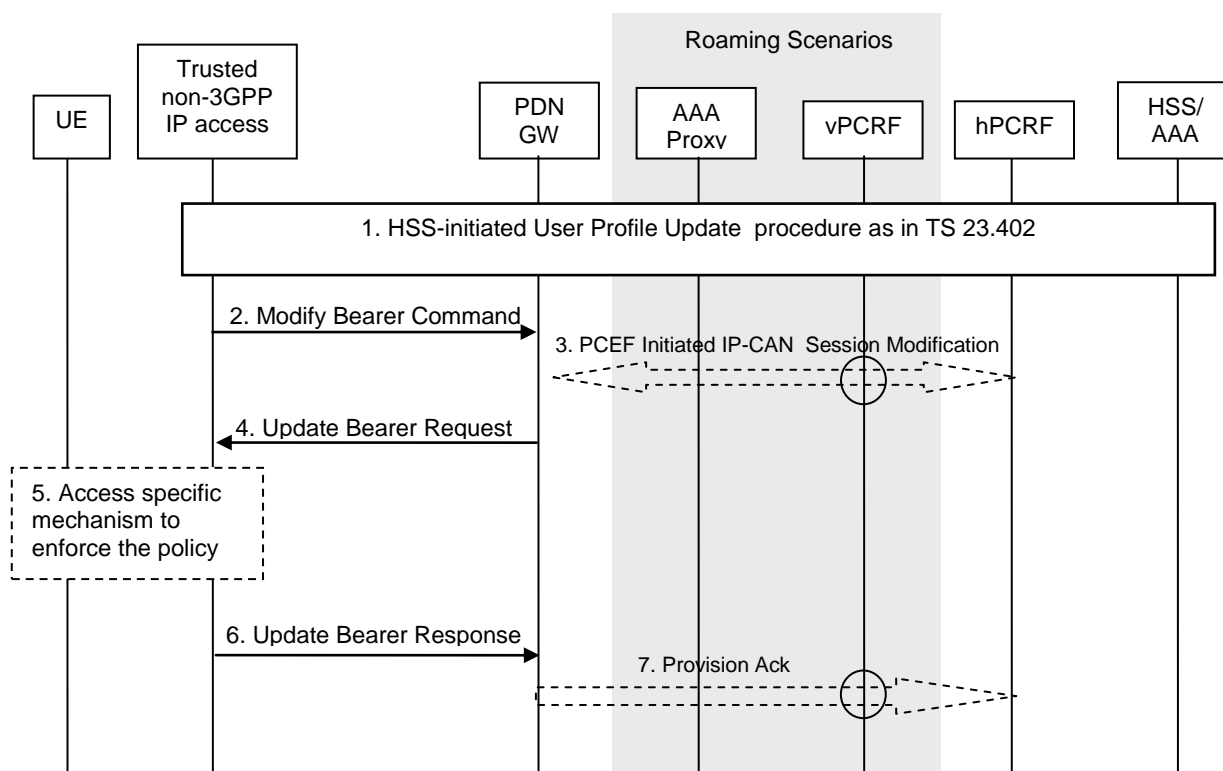 Roaming Scenarios
UE
Trusted
non-3GPP
IP access
PDN
GW
AAA
Proxy
vPCRF
hPCRF
HSS/
AAA
1. HSS-initiated User Profile Update procedure as in TS 23.402
2. Modify Bearer Command
3. PCEF Initiated IP-CAN Session Modification
4. Update Bearer Request
5. Access specific
mechanism to
enforce the policy
6. Update Bearer Response
7. Provision Ack